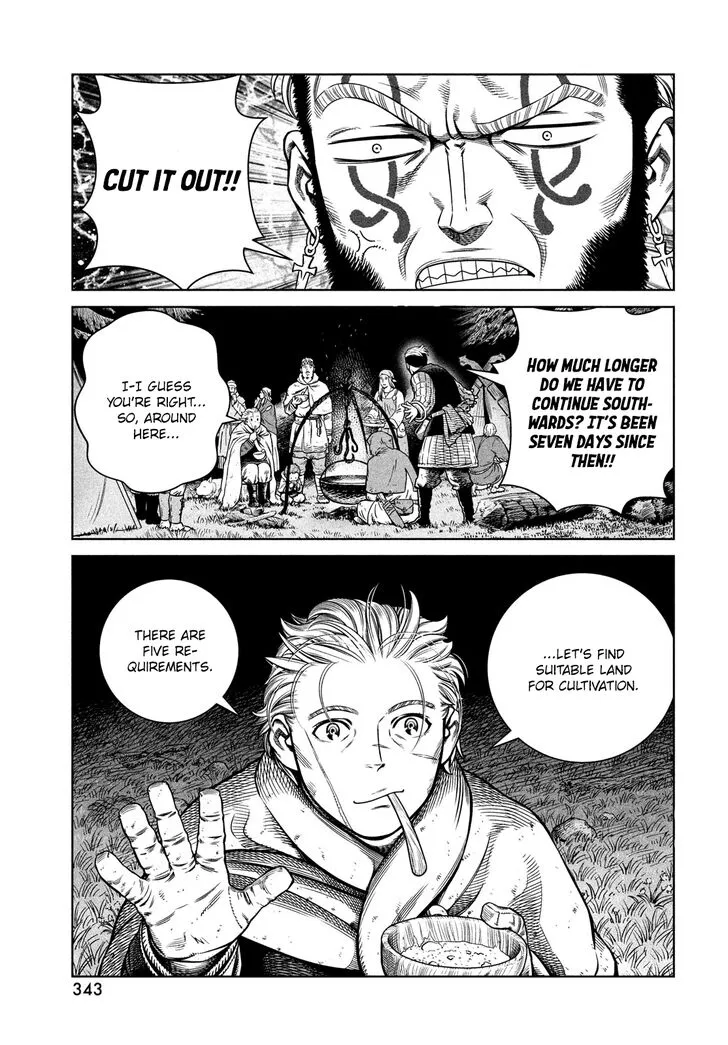 CUT IT OUT!!
HOW MUCH LONGER
DO WE HAVE TO
CONTINUE SOUTH-
WARDS? IT'S BEEN
SEVEN DAYS SINCE
THEN!!
I-I GUESS
YOU'RE RIGHT...
SO, AROUND
HERE...
...LET'S FIND
SUITABLE LAND
FOR CULTIVATION.
THERE ARE
FIVE RE-
QUIREMENTS.
343